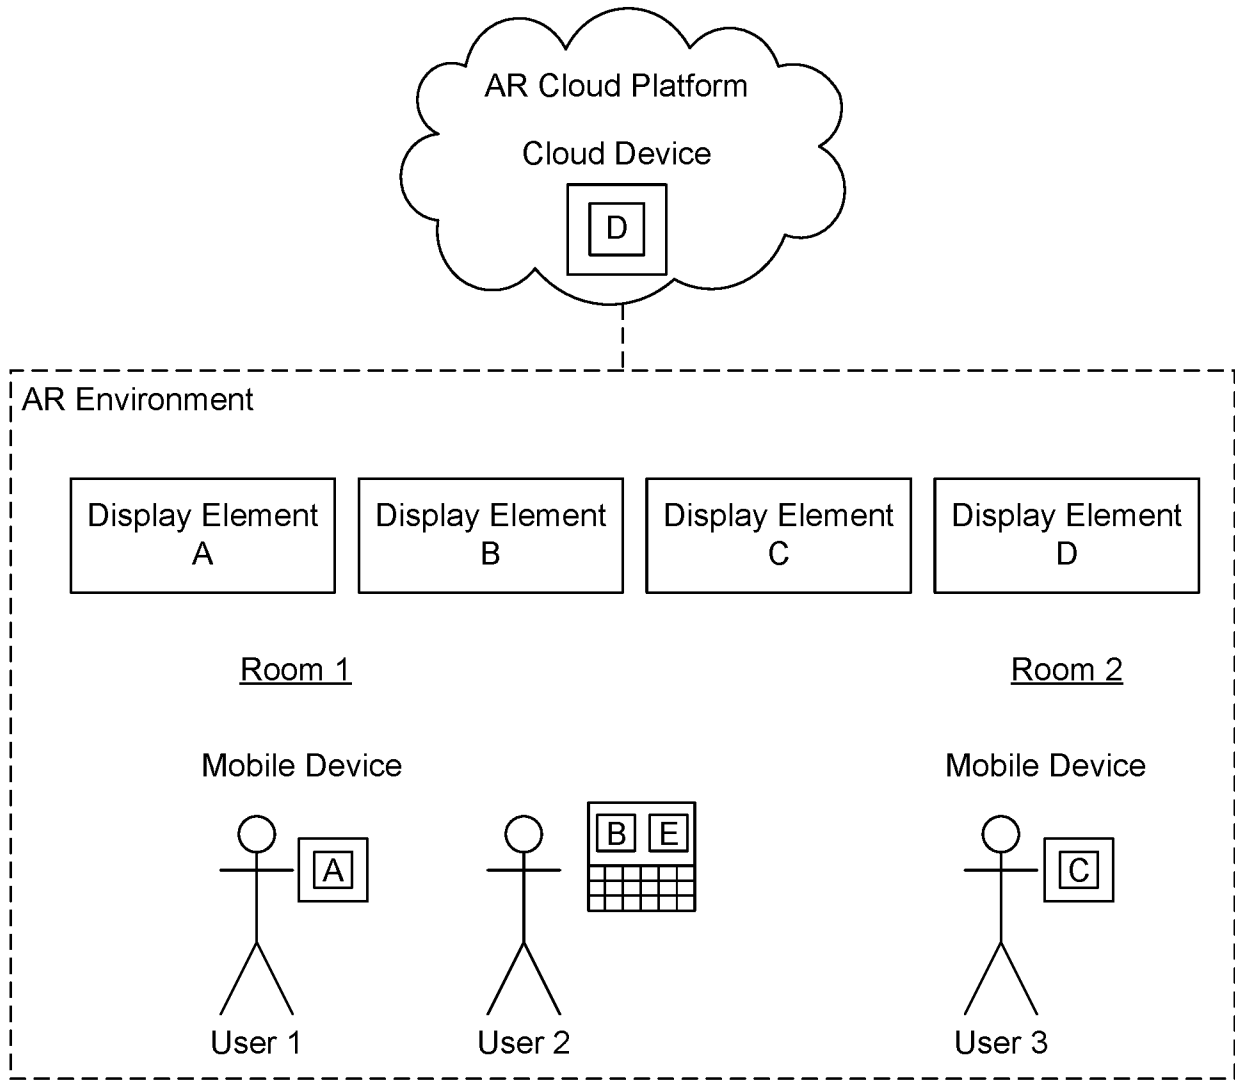 AR Cloud Platform
Cloud Device
D
AR Environment
Display Element
A
Display Element
B
Display Element
C
Display Element
D
Room 1
Room 2
Mobile Device
Mobile Device
A
B E
C
User 1
User 2
User 3